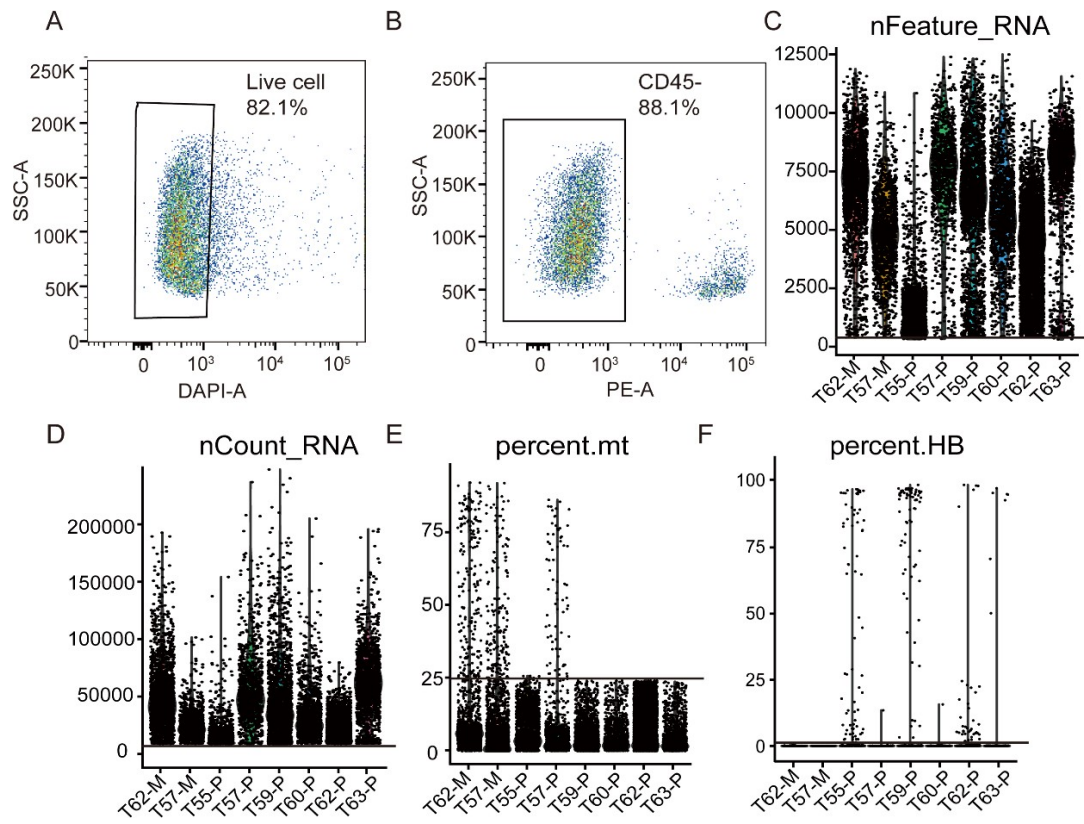 A
SSC-A
250K
200K
150K
100K
50K
0
Live cell
82.1%
0 10³ 10⁴ 10⁵
DAPI-A
B
SSC-A
250K
200K
150K
100K
50K
0
CD45-
88.1%
0 10⁴ 10⁵
PE-A
C
nFeature_RNA
12500
10000
7500
5000
2500
0
T62-M T57-M T55-P T57-P T59-P T60-P T62-P T63-P
D
nCount_RNA
200000
150000
100000
50000
0
T62-M T57-M T55-P T57-P T59-P T60-P T62-P T63-P
E
percent.mt
75
50
25
0
T62-M T57-M T55-P T57-P T59-P T60-P T62-P T63-P
F
percent.HB
100
75
50
25
0
T62-M T57-M T55-P T57-P T59-P T60-P T62-P T63-P